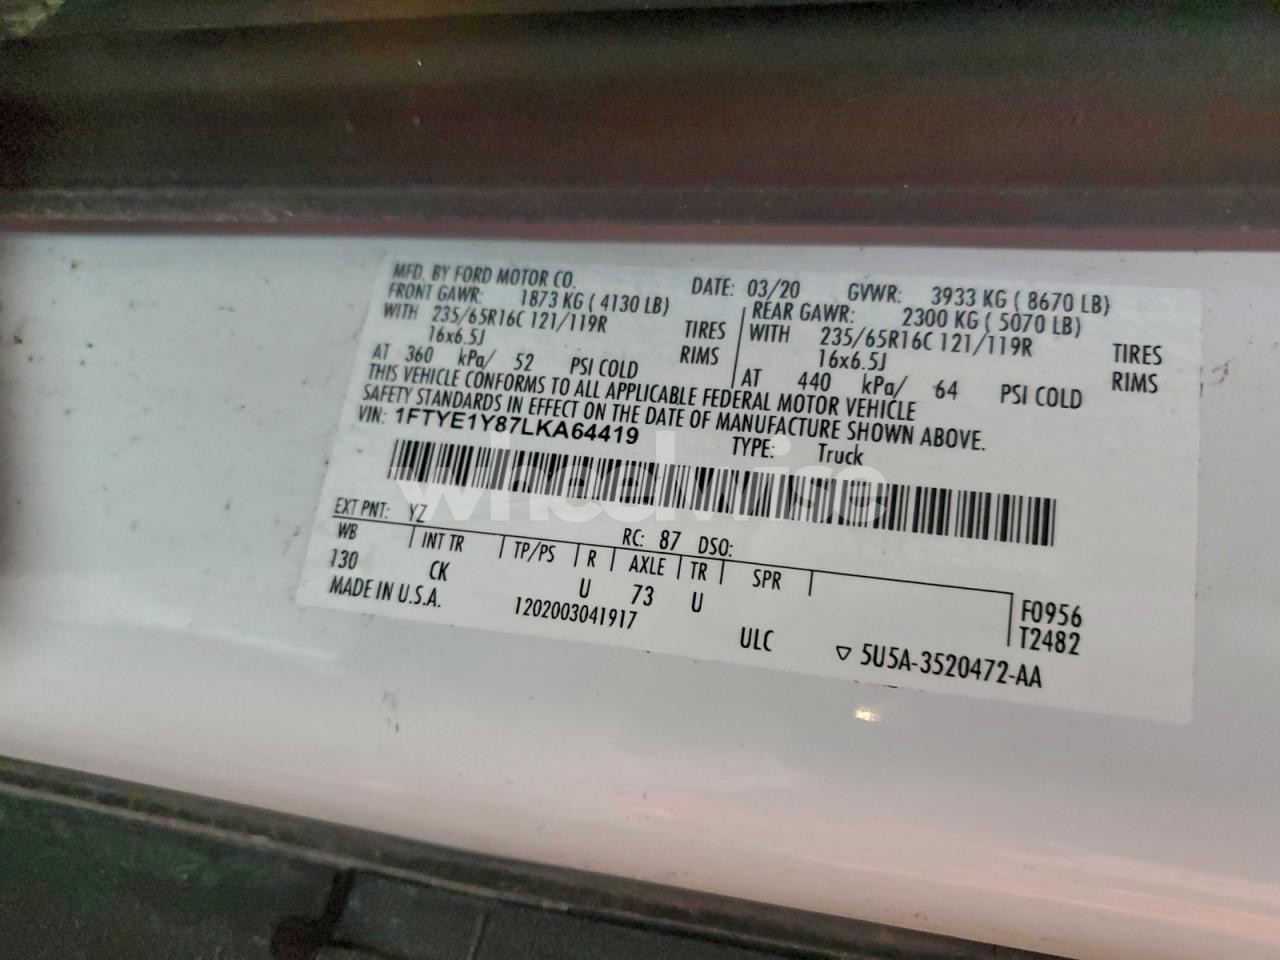 MFD. BY FORD MOTOR CO. DATE: 03/20 GVWR: 3933 KG ( 8670 LB)
FRONT GAWR: 1873 KG ( 4130 LB) REAR GAWR: 2300 KG ( 5070 LB)
WITH 235/65R16C 121/119R TIRES WITH 235/65R16C 121/119R TIRES
16x6.5J RIMS 16x6.5J RIMS
AT 360 kPa/ 52 PSI COLD AT 440 kPa/ 64 PSI COLD
THIS VEHICLE CONFORMS TO ALL APPLICABLE FEDERAL MOTOR VEHICLE
SAFETY STANDARDS IN EFFECT ON THE DATE OF MANUFACTURE SHOWN ABOVE.
VIN: 1FTYE1Y87LKA64419 TYPE: Truck
wheelwise
EXT PNT: YZ RC: 87 DSO:
WB INT TR TP/PS R AXLE TR SPR
130 CK U 73 U F0956
T2482
MADE IN U.S.A. 1202003041917 ULC ▽ 5U5A-3520472-AA